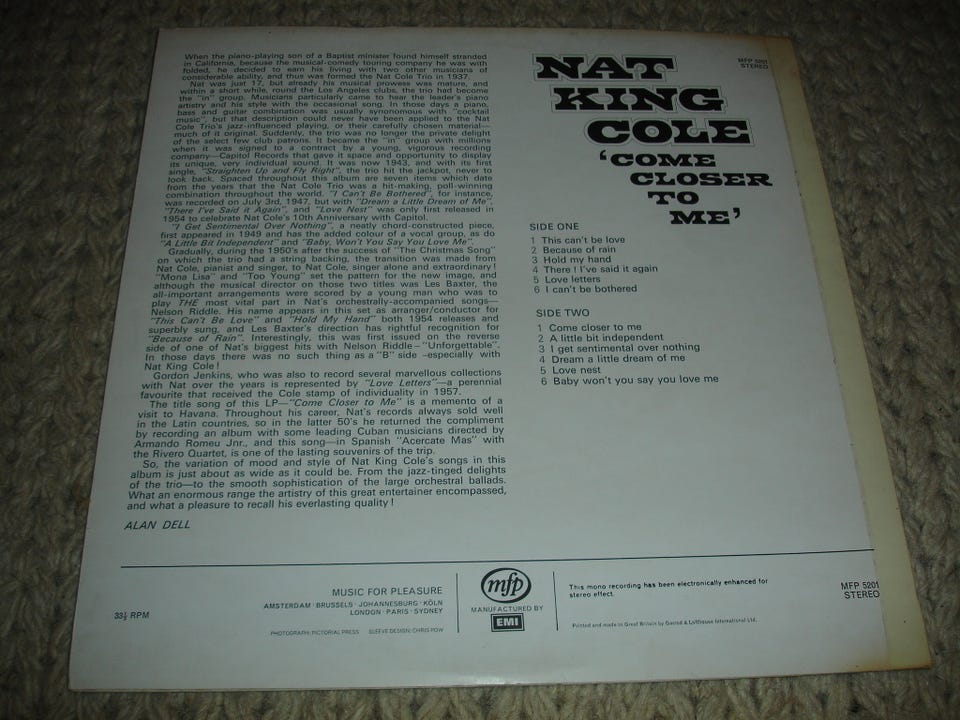 When the piano-playing son of a Baptist minister found himself stranded
in California, because the musical-comedy touring company he was with
folded, he decided to earn his living with two other musicians of
considerable ability, and thus was formed the Nat Cole Trio in 1937.
Nat was just 17, but already his musical prowess was mature, and
within a short while, round the Los Angeles clubs, the trio had become
the "in" group. Musicians particularly came to hear the leader's piano
artistry and his style with the occasional song. In those days a piano,
bass and guitar combination was usually synonomous with "cocktail
music", but that description could never have been applied to the Nat
Cole Trio's jazz-influenced playing, or their carefully chosen material—
much of it original. Suddenly, the trio was no longer the private delight
of the select few club patrons. It became the "in" group with millions
when it was signed to a contract by a young, vigorous recording
company—Capitol Records that gave it space and opportunity to display
its unique, very individual sound. It was now 1943, and with its first
single, "Straighten Up and Fly Right", the trio hit the jackpot, never to
look back. Spaced throughout this album are seven items which date
from the years that the Nat Cole Trio was a hit-making, poll-winning
combination throughout the world. "I Can't Be Bothered", for instance,
was recorded on July 3rd, 1947, but with "Dream a Little Dream of Me",
"There I've Said it Again", and "Love Nest" was only first released in
1954 to celebrate Nat Cole's 10th Anniversary with Capitol.
"I Get Sentimental Over Nothing", a neatly chord-constructed piece,
first appeared in 1949 and has the added colour of a vocal group, as do
"A Little Bit Independent" and "Baby, Won't You Say You Love Me".
Gradually, during the 1950's after the success of "The Christmas Song"
on which the trio had a string backing, the transition was made from
Nat Cole, pianist and singer, to Nat Cole, singer alone and extraordinary!
"Mona Lisa" and "Too Young" set the pattern for the new image, and
although the musical director on those two titles was Les Baxter, the
all-important arrangements were scored by a young man who was to
play THE most vital part in Nat's orchestrally-accompanied songs—
Nelson Riddle. His name appears in this set as arranger/conductor for
"This Can't Be Love" and "Hold My Hand" both 1954 releases and
superbly sung, and Les Baxter's direction has rightful recognition for
"Because of Rain". Interestingly, this was first issued on the reverse
side of one of Nat's biggest hits with Nelson Riddle–"Unforgettable".
In those days there was no such thing as a "B" side –especially with
Nat King Cole!
Gordon Jenkins, who was also to record several marvellous collections
with Nat over the years is represented by "Love Letters"—a perennial
favourite that received the Cole stamp of individuality in 1957.
The title song of this LP—"Come Closer to Me" is a memento of a
visit to Havana. Throughout his career, Nat's records always sold well
in the Latin countries, so in the latter 50's he returned the compliment
by recording an album with some leading Cuban musicians directed by
Armando Romeu Jnr., and this song—in Spanish "Acercate Mas" with
the Rivero Quartet, is one of the lasting souvenirs of the trip.
So, the variation of mood and style of Nat King Cole's songs in this
album is just about as wide as it could be. From the jazz-tinged delights
of the trio—to the smooth sophistication of the large orchestral ballads.
What an enormous range the artistry of this great entertainer encompassed,
and what a pleasure to recall his everlasting quality!
ALAN DELL
MFP 5201
STEREO
NAT
KING
COLE
'COME
CLOSER
TO
ME'
SIDE ONE
1 This can't be love
2 Because of rain
3 Hold my hand
4 There! I've said it again
5 Love letters
6 I can't be bothered
SIDE TWO
1 Come closer to me
2 A little bit independent
3 I get sentimental over nothing
4 Dream a little dream of me
5 Love nest
6 Baby won't you say you love me
33⅓ RPM
MUSIC FOR PLEASURE
AMSTERDAM · BRUSSELS · JOHANNESBURG · KÖLN
LONDON · PARIS · SYDNEY
PHOTOGRAPH: PICTORIAL PRESS SLEEVE DESIGN: CHRIS POW
mfp
MANUFACTURED BY
EMI
This mono recording has been electronically enhanced for
stereo effect.
Printed and made in Great Britain by Garrod & Lofthouse International Ltd.
MFP 5201
STEREO